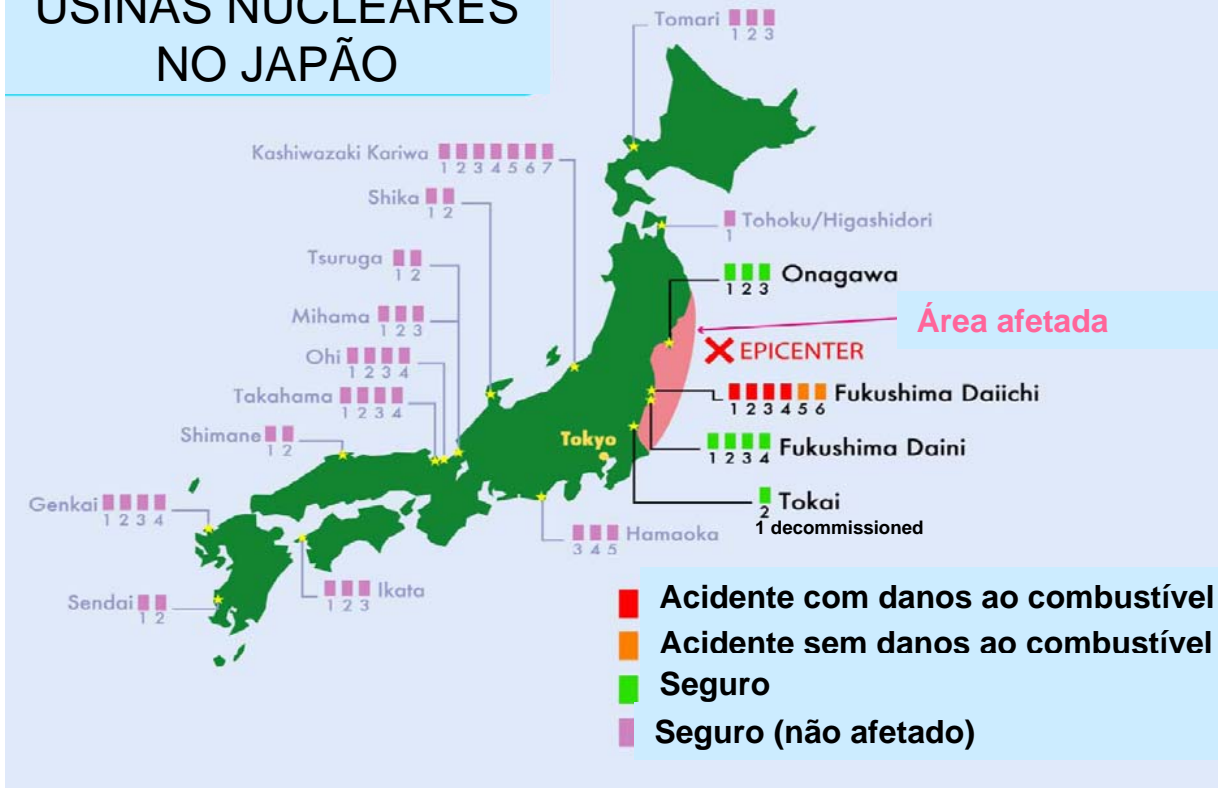 USINAS NUCLEARES
NO JAPÃO
Tomari
1 2 3
Kashiwazaki Kariwa
1 2 3 4 5 6 7
Shika
1 2
Tohoku/Higashidori
1
Tsuruga
1 2
Onagawa
1 2 3
Mihama
1 2 3
Área afetada
Ohi
1 2 3 4
EPICENTER
Takahama
1 2 3 4
Fukushima Daiichi
1 2 3 4 5 6
Shimane
1 2
Tokyo
Fukushima Daini
1 2 3 4
Genkai
1 2 3 4
Tokai
2
1 decommissioned
Hamaoka
3 4 5
Ikata
1 2 3
Sendai
1 2
Acidente com danos ao combustível
Acidente sem danos ao combustível
Seguro
Seguro (não afetado)